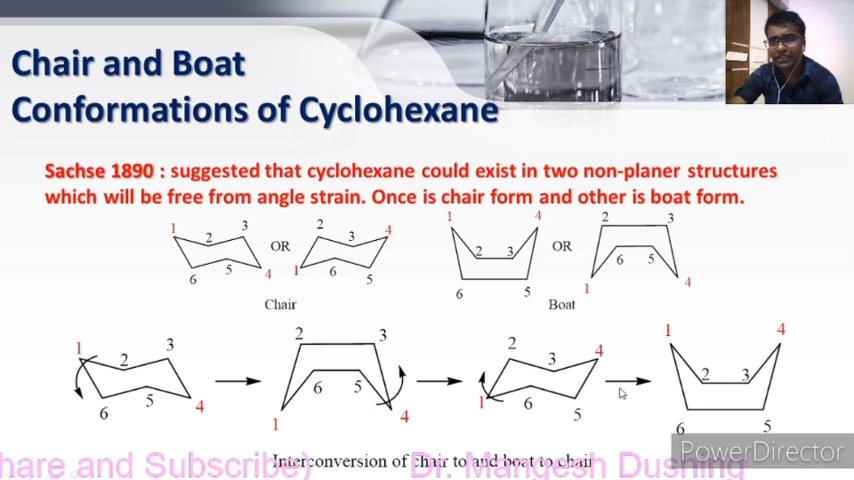 Chair and Boat
Conformations of Cyclohexane
Sachse 1890 : suggested that cyclohexane could exist in two non-planer structures
which will be free from angle strain. Once is chair form and other is boat form.
1 2 3 4 5 6 OR 1 2 3 4 5 6
1 2 3 4 5 6 OR 1 2 3 4 5 6
Chair Boat
1 2 3 4 5 6
1 2 3 4 5 6
1 2 3 4 5 6
1 2 3 4 5 6
PowerDirector
Interconversion of chair to and boat to chair
hare and Subscribe) Dr. Mangesh Dushing